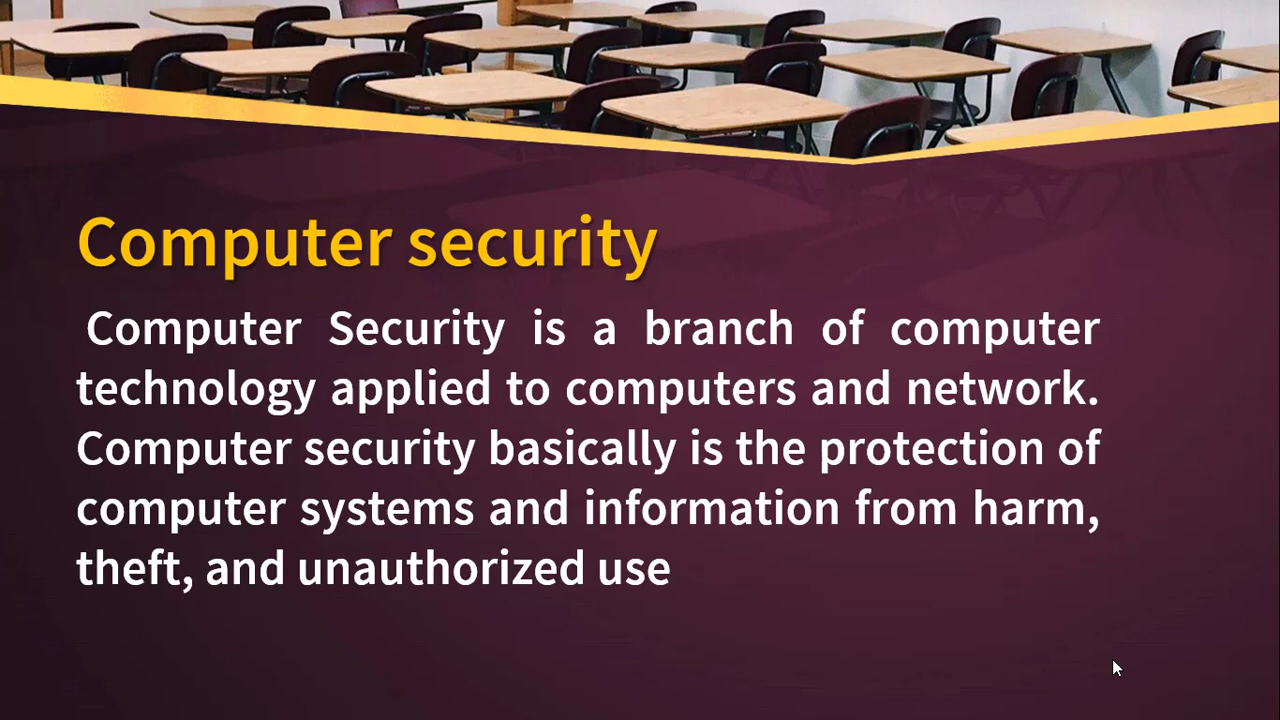 Computer security
Computer Security is a branch of computer
technology applied to computers and network.
Computer security basically is the protection of
computer systems and information from harm,
theft, and unauthorized use